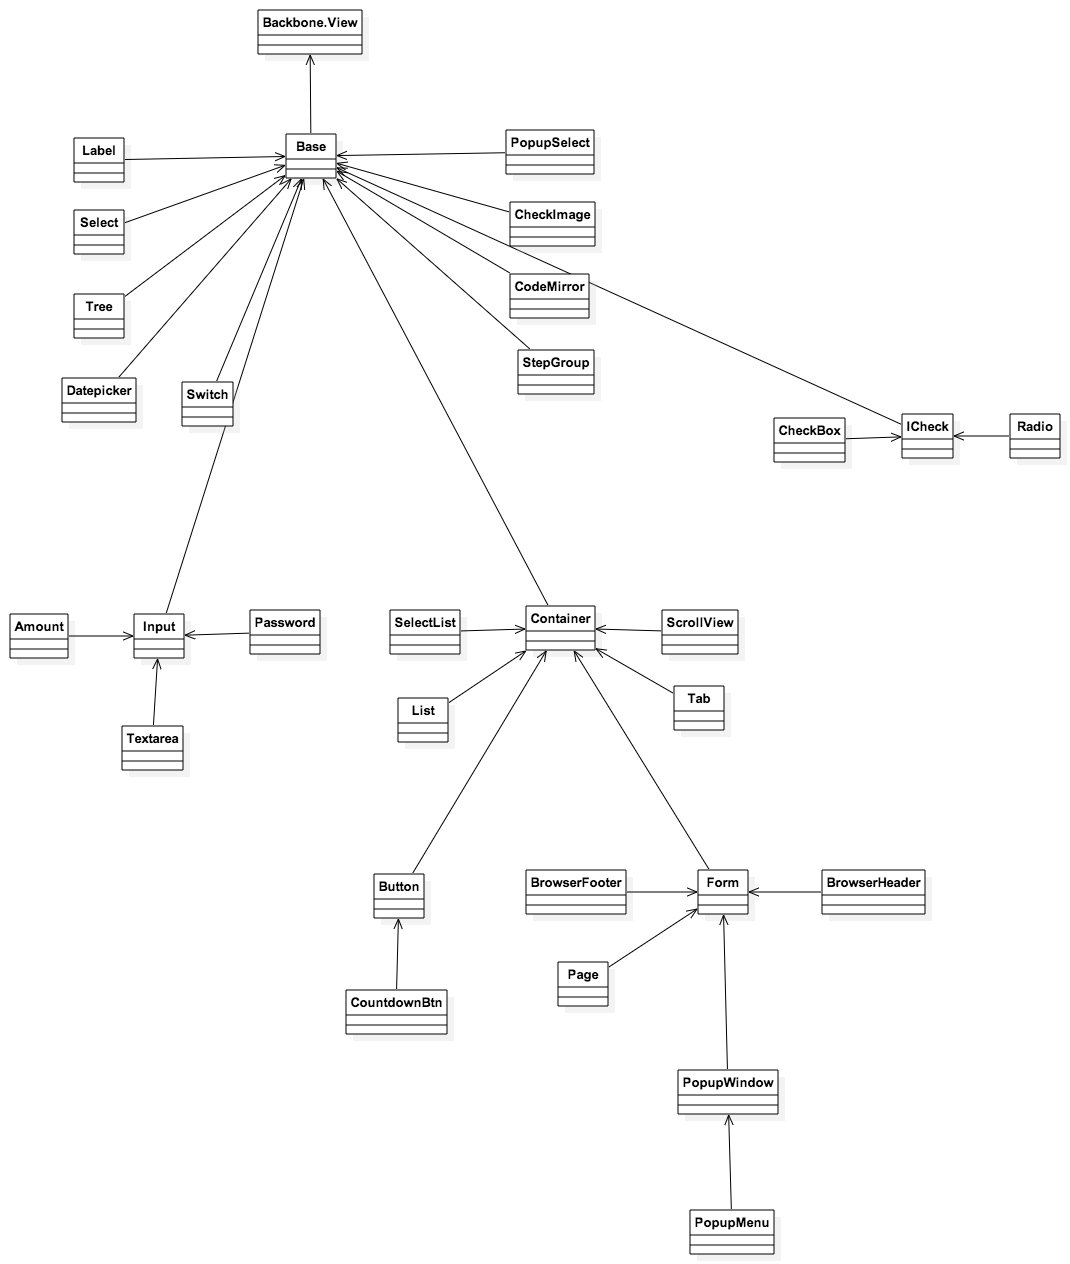 Backbone.View
Label
Base
PopupSelect
Select
CheckImage
Tree
CodeMirror
StepGroup
Datepicker
Switch
CheckBox
ICheck
Radio
Amount
Input
Password
SelectList
Container
ScrollView
List
Tab
Textarea
Button
BrowserFooter
Form
BrowserHeader
Page
CountdownBtn
PopupWindow
PopupMenu